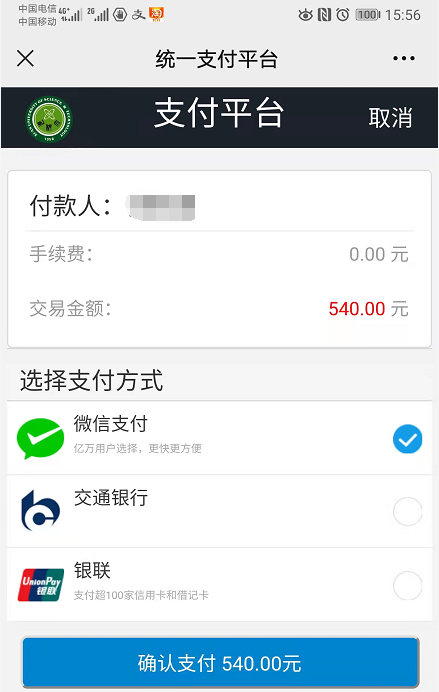 中国电信 4G+ 2G 支 淘
中国移动 100 15:56
统一支付平台
支付平台 取消
付款人：
手续费： 0.00 元
交易金额： 540.00 元
选择支付方式
微信支付
亿万用户选择，更快更方便
交通银行
UnionPay
银联
银联
支付超100家信用卡和借记卡
确认支付 540.00元